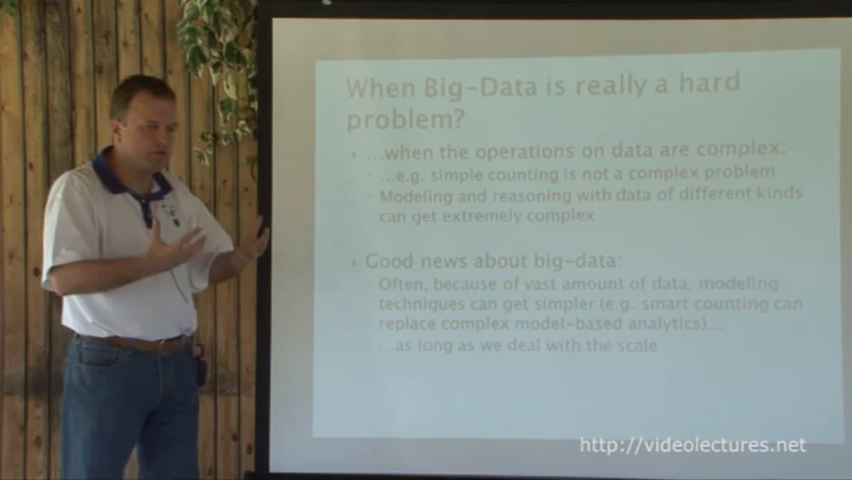 When Big-Data is really a hard
problem?
...when the operations on data are complex:
...e.g. simple counting is not a complex problem
Modeling and reasoning with data of different kinds
can get extremely complex
Good news about big-data:
Often, because of vast amount of data, modeling
techniques can get simpler (e.g. smart counting can
replace complex model-based analytics)...
...as long as we deal with the scale
http://videolectures.net